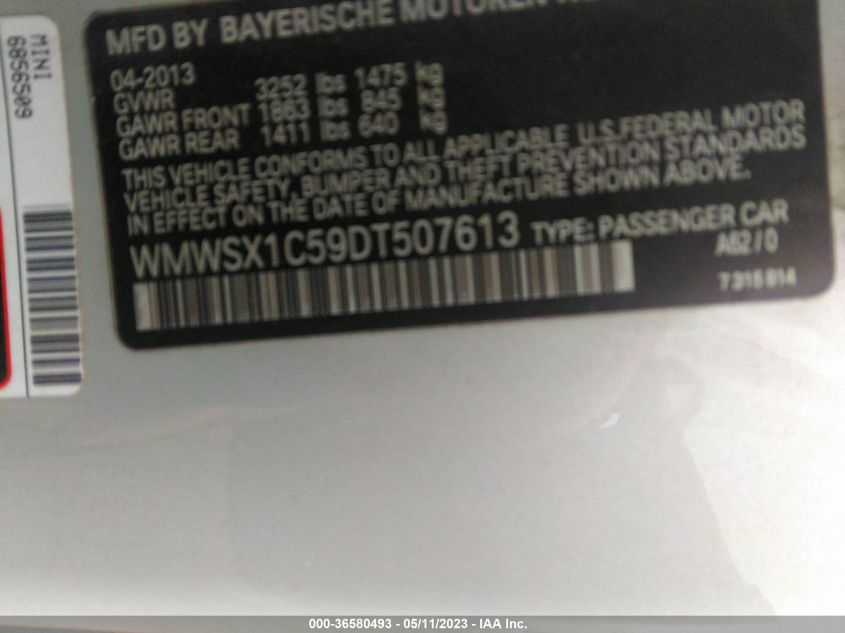 MINI
6856509
MFD BY BAYERISCHE MOTOREN
04-2013
GVWR 3252 lbs 1475 kg
GAWR FRONT 1863 lbs 845 kg
GAWR REAR 1411 lbs 640 kg
THIS VEHICLE CONFORMS TO ALL APPLICABLE U.S.FEDERAL MOTOR
VEHICLE SAFETY, BUMPER AND THEFT PREVENTION STANDARDS
IN EFFECT ON THE DATE OF MANUFACTURE SHOWN ABOVE.
WMWSX1C59DT507613 TYPE: PASSENGER CAR
A62/0
000-36580493 - 05/11/2023 - IAA Inc.